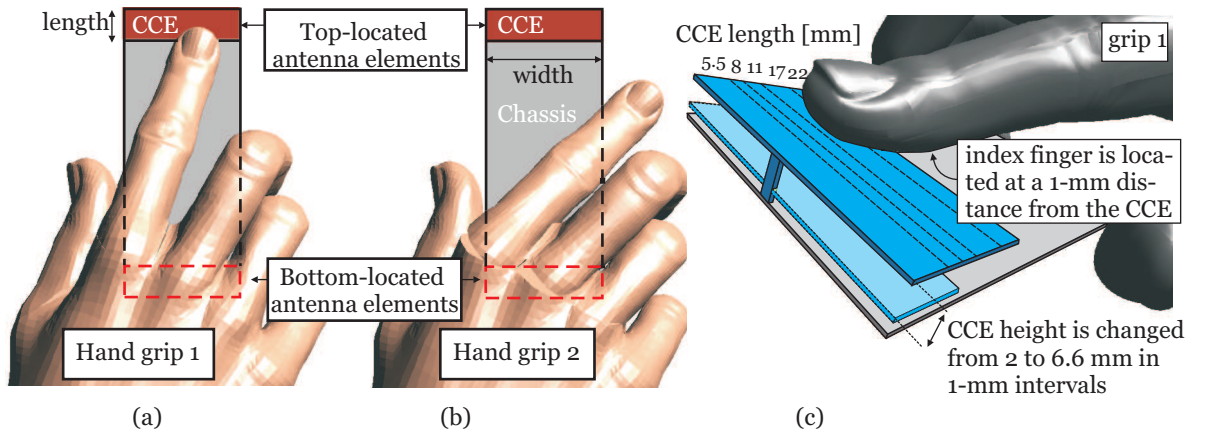 length
CCE
Top-located
antenna elements
Bottom-located
antenna elements
Hand grip 1
(a)
CCE
width
Chassis
Hand grip 2
(b)
CCE length [mm]
5.5 8 11 17 22
grip 1
index finger is loca-
ted at a 1-mm dis-
tance from the CCE
CCE height is changed
from 2 to 6.6 mm in
1-mm intervals
(c)